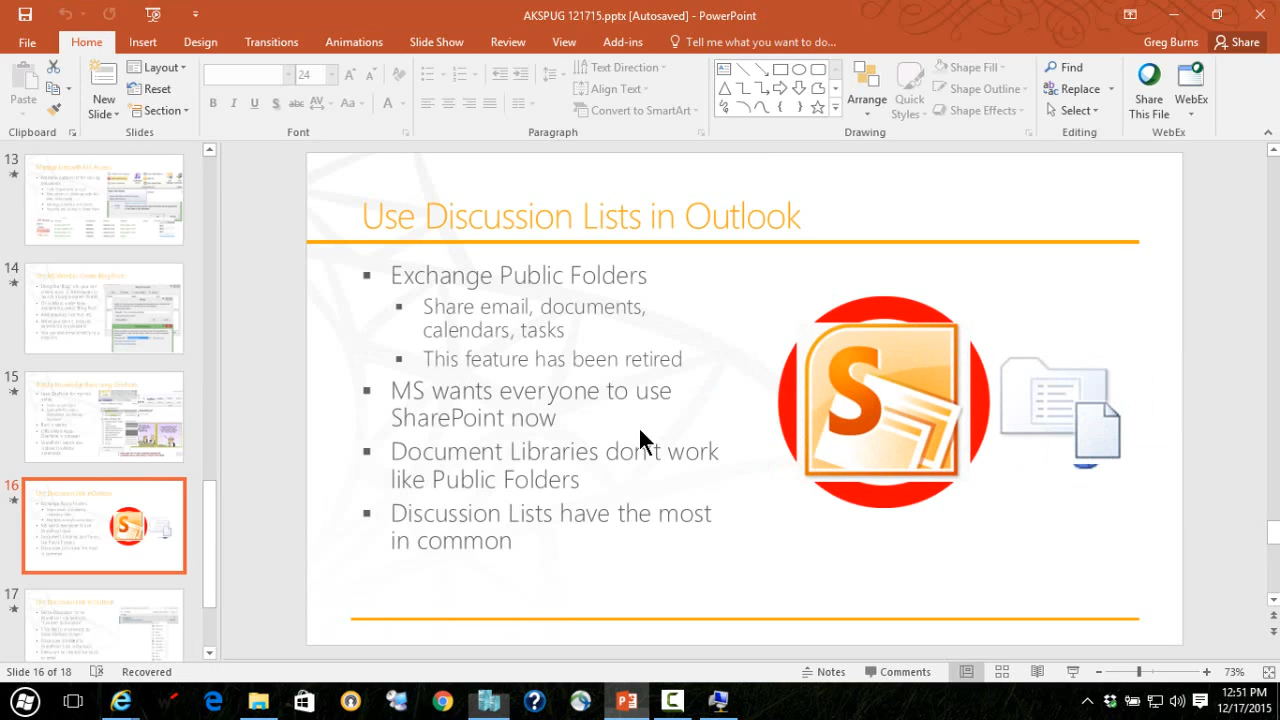 AKSPUG 121715.pptx [Autosaved] - PowerPoint
File Home Insert Design Transitions Animations Slide Show Review View Add-ins Tell me what you want to do... Greg Burns Share
Paste
New Slide
Layout
Reset
Section
24
B I U S abc AV Aa A
Text Direction
Align Text
Convert to SmartArt
Arrange
Quick Styles
Shape Fill
Shape Outline
Shape Effects
Find
Replace
Select
Share This File
WebEx
Clipboard Slides Font Paragraph Drawing Editing WebEx
13
14
15
16
17
Use Discussion Lists in Outlook
Exchange Public Folders
Share email, documents,
calendars, tasks
This feature has been retired
MS wants everyone to use
SharePoint now
Document Libraries don't work
like Public Folders
Discussion Lists have the most
in common
S
Slide 16 of 18 Recovered Notes Comments 73%
12:51 PM
12/17/2015